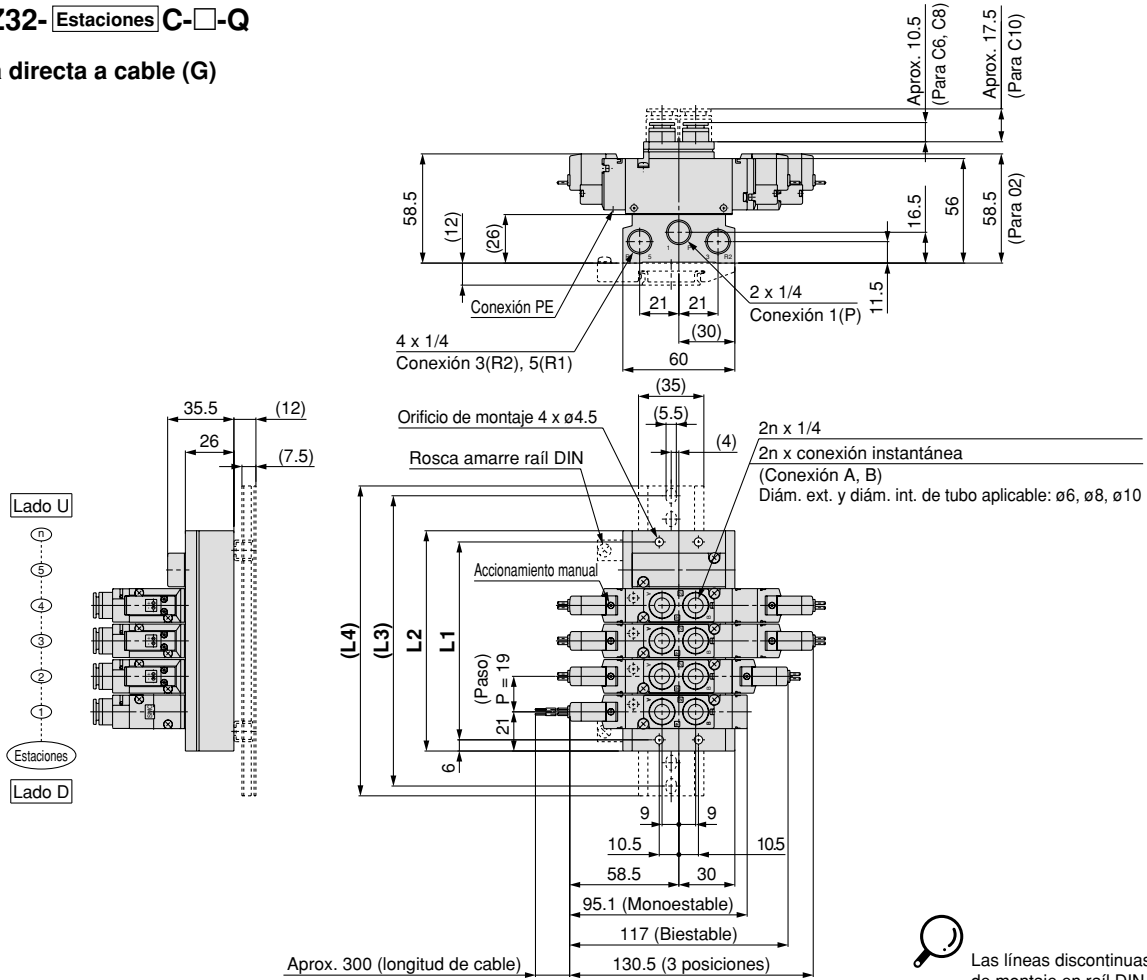 Z32- Estaciones C-□-Q
directa a cable (G)
Aprox. 10.5
(Para C6, C8)
Aprox. 17.5
(Para C10)
58.5
(12)
(26)
16.5
56
58.5
(Para 02)
11.5
1
5
3
R2
Conexión PE
21
21
2 x 1/4
Conexión 1(P)
(30)
4 x 1/4
Conexión 3(R2), 5(R1)
60
35.5
(12)
26
(7.5)
(35)
Orificio de montaje 4 x ø4.5
(5.5)
(4)
Rosca amarre raíl DIN
2n x 1/4
2n x conexión instantánea
(Conexión A, B)
Diám. ext. y diám. int. de tubo aplicable: ø6, ø8, ø10
Lado U
n
5
4
3
2
1
Estaciones
Lado D
Accionamiento manual
(L4)
(L3)
L2
L1
(Paso)
P = 19
21
6
9
9
10.5
10.5
58.5
30
95.1 (Monoestable)
117 (Biestable)
Aprox. 300 (longitud de cable)
130.5 (3 posiciones)
Las líneas discontinuas
de montaje en raíl DIN